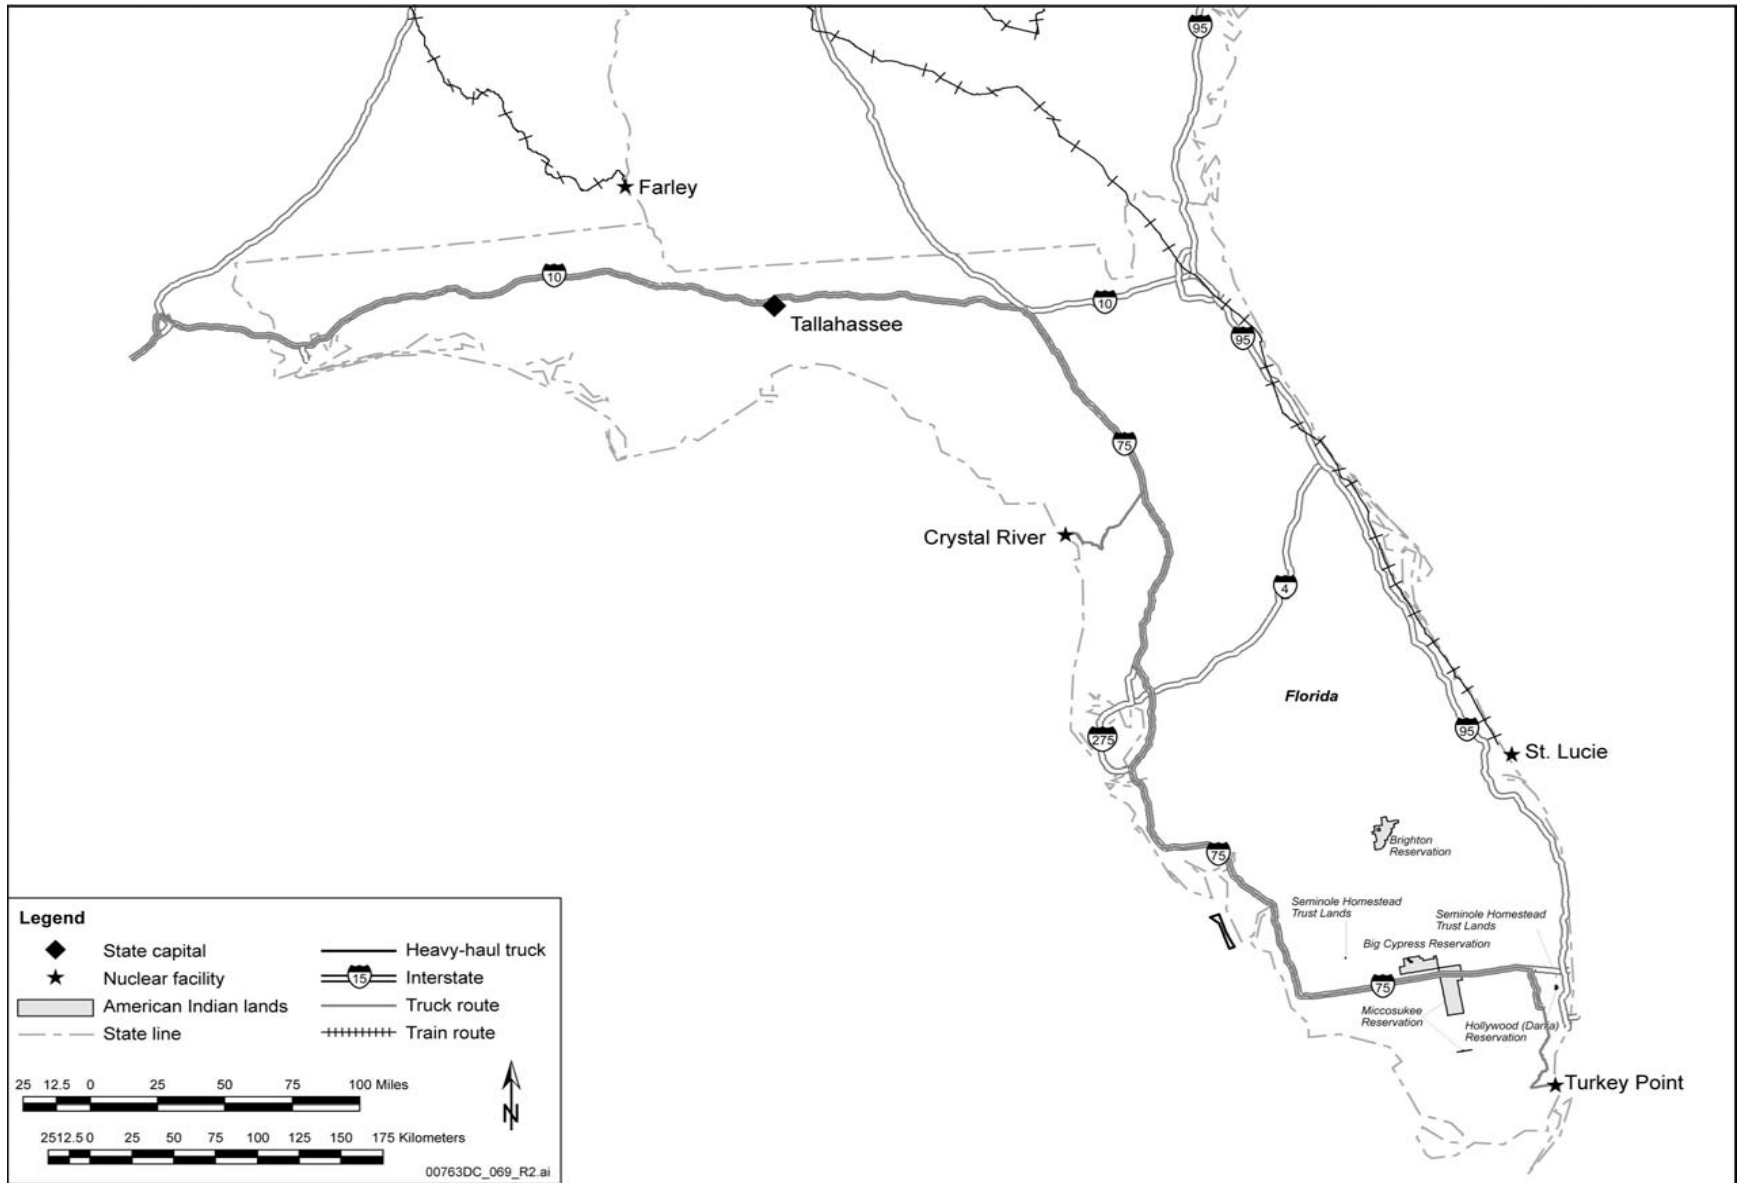 95
Farley
10
Tallahassee
10
95
75
Crystal River
4
Florida
275
95
St. Lucie
Brighton
Reservation
75
Seminole Homestead
Trust Lands
Seminole Homestead
Trust Lands
Big Cypress Reservation
75
Miccosukee
Reservation
Hollywood (Dania)
Reservation
Turkey Point
Legend
State capital
Nuclear facility
American Indian lands
State line
Heavy-haul truck
15
Interstate
Truck route
Train route
25 12.5 0 25 50 75 100 Miles
2512.5 0 25 50 75 100 125 150 175 Kilometers
N
00763DC_069_R2.ai